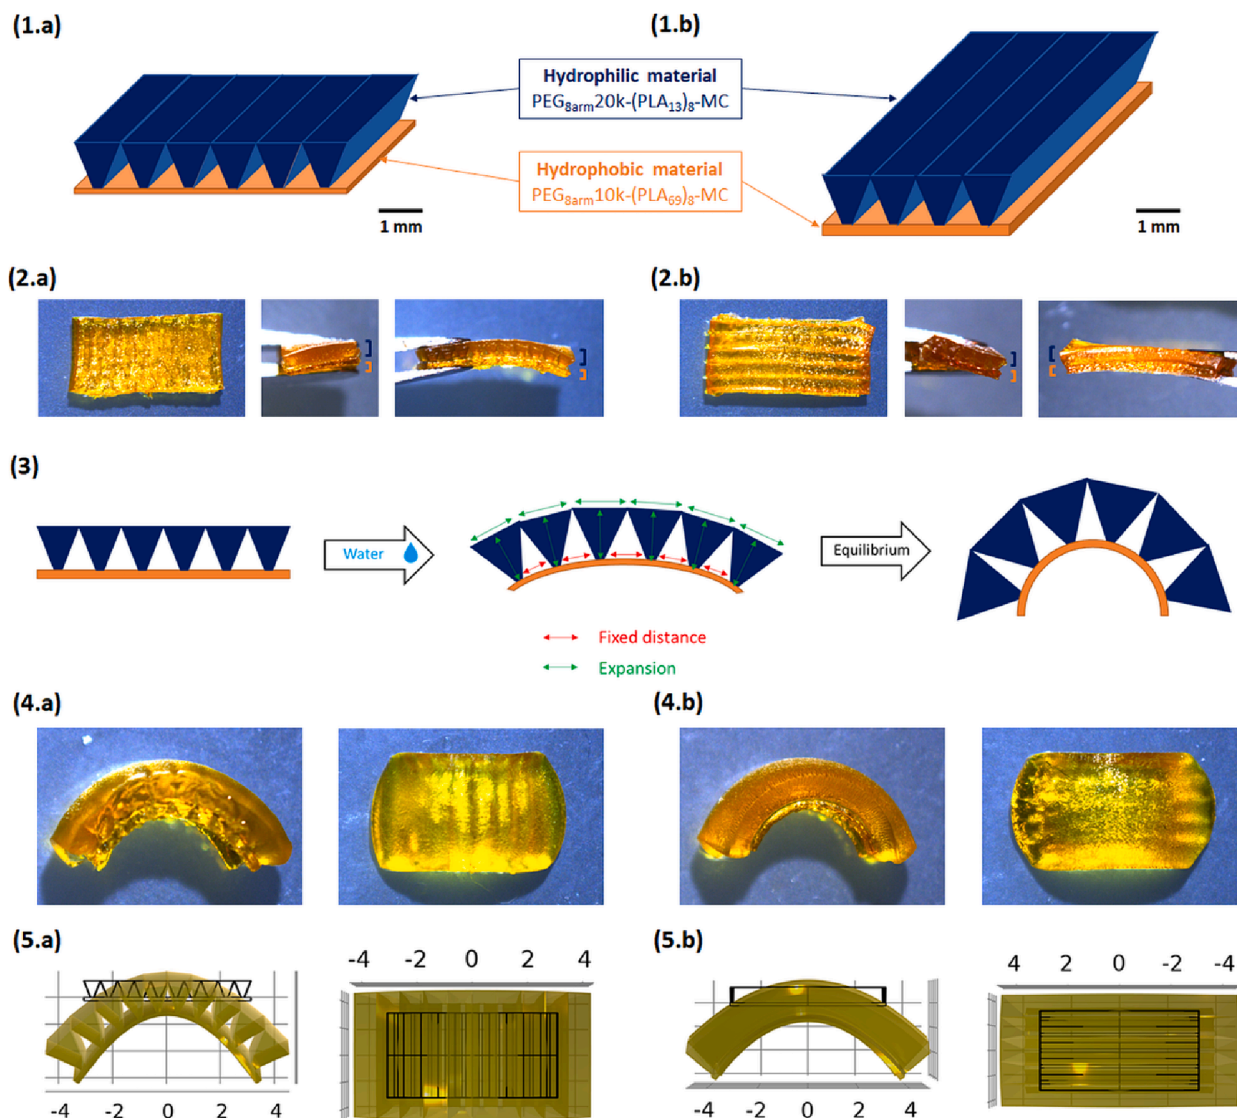 (1.a)
(1.b)
Hydrophilic material
PEG8arm20k-(PLA13)8-MC
Hydrophobic material
PEG8arm10k-(PLA69)8-MC
1 mm
1 mm
(2.a)
(2.b)
(3)
Water
Equilibrium
Fixed distance
Expansion
(4.a)
(4.b)
(5.a)
-4 -2 0 2 4
(5.b)
4 2 0 -2 -4
-4 -2 0 2 4
-4 -2 0 2 4